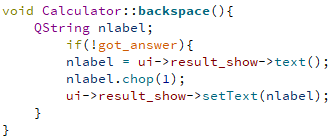 void Calculator::backspace(){
    QString nlabel;
        if(!got_answer){
        nlabel = ui->result_show->text();
        nlabel.chop(1);
        ui->result_show->setText(nlabel);
    }
}